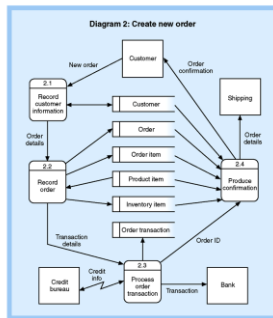 Diagram 2: Create new order
Customer
New order
Order
confirmation
2.1
Record
customer
information
Customer
Shipping
Order
details
Order
Order
details
2.2
Record
order
Order item
2.4
Produce
confirmation
Product item
Inventory item
Transaction
details
Order transaction
Order ID
2.3
Process
order
transaction
Credit
bureau
Credit
info
Transaction
Bank